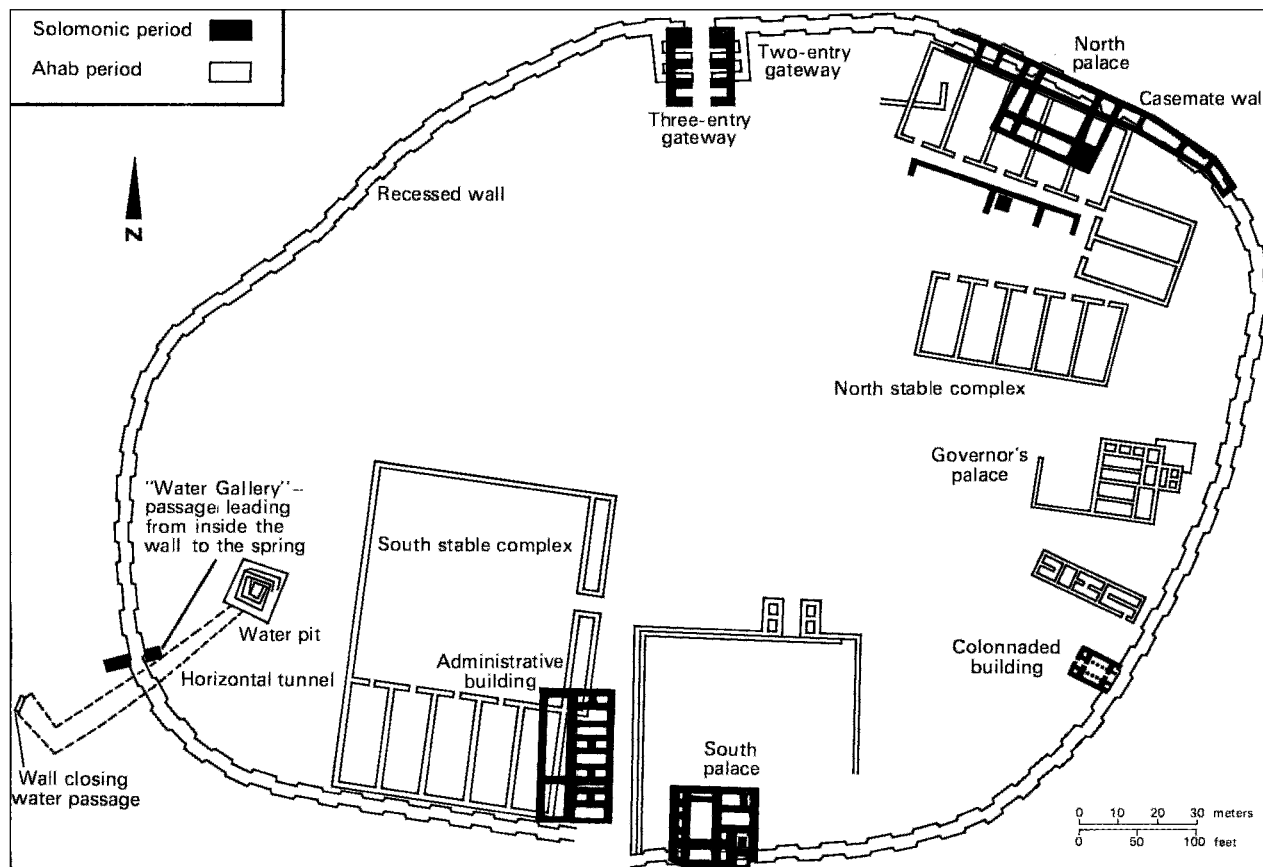 Solomonic period
Ahab period
Two-entry
gateway
Three-entry
gateway
North
palace
Casemate wall
Recessed wall
N
North stable complex
Governor's
palace
"Water Gallery"--
passage leading
from inside the
wall to the spring
South stable complex
Water pit
Administrative
building
Colonnaded
building
Horizontal tunnel
South
palace
Wall closing
water passage
0 10 20 30 meters
0 50 100 feet